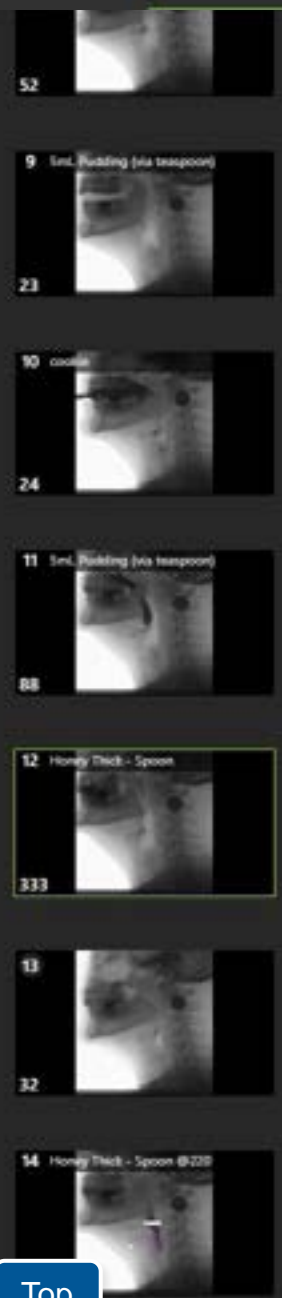 52
9 5mL Pudding (via teaspoon)
23
10 cookie
24
11 5mL Pudding (via teaspoon)
88
12 Honey Thick - Spoon
333
13
32
14 Honey Thick - Spoon @220
Top